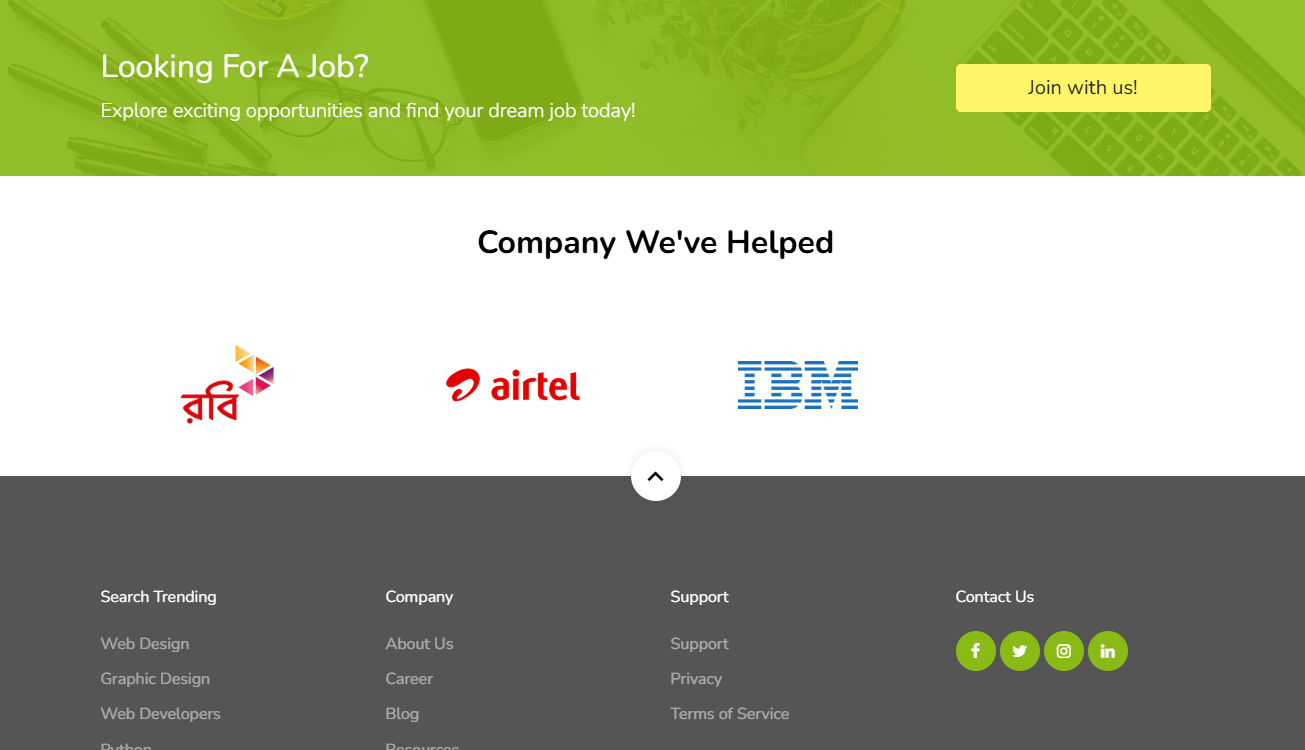 Looking For A Job?
Explore exciting opportunities and find your dream job today!
Join with us!
Company We've Helped
রবি
airtel
IBM
Search Trending
Company
Support
Contact Us
Web Design
About Us
Support
Graphic Design
Career
Privacy
Web Developers
Blog
Terms of Service
Python
Resources